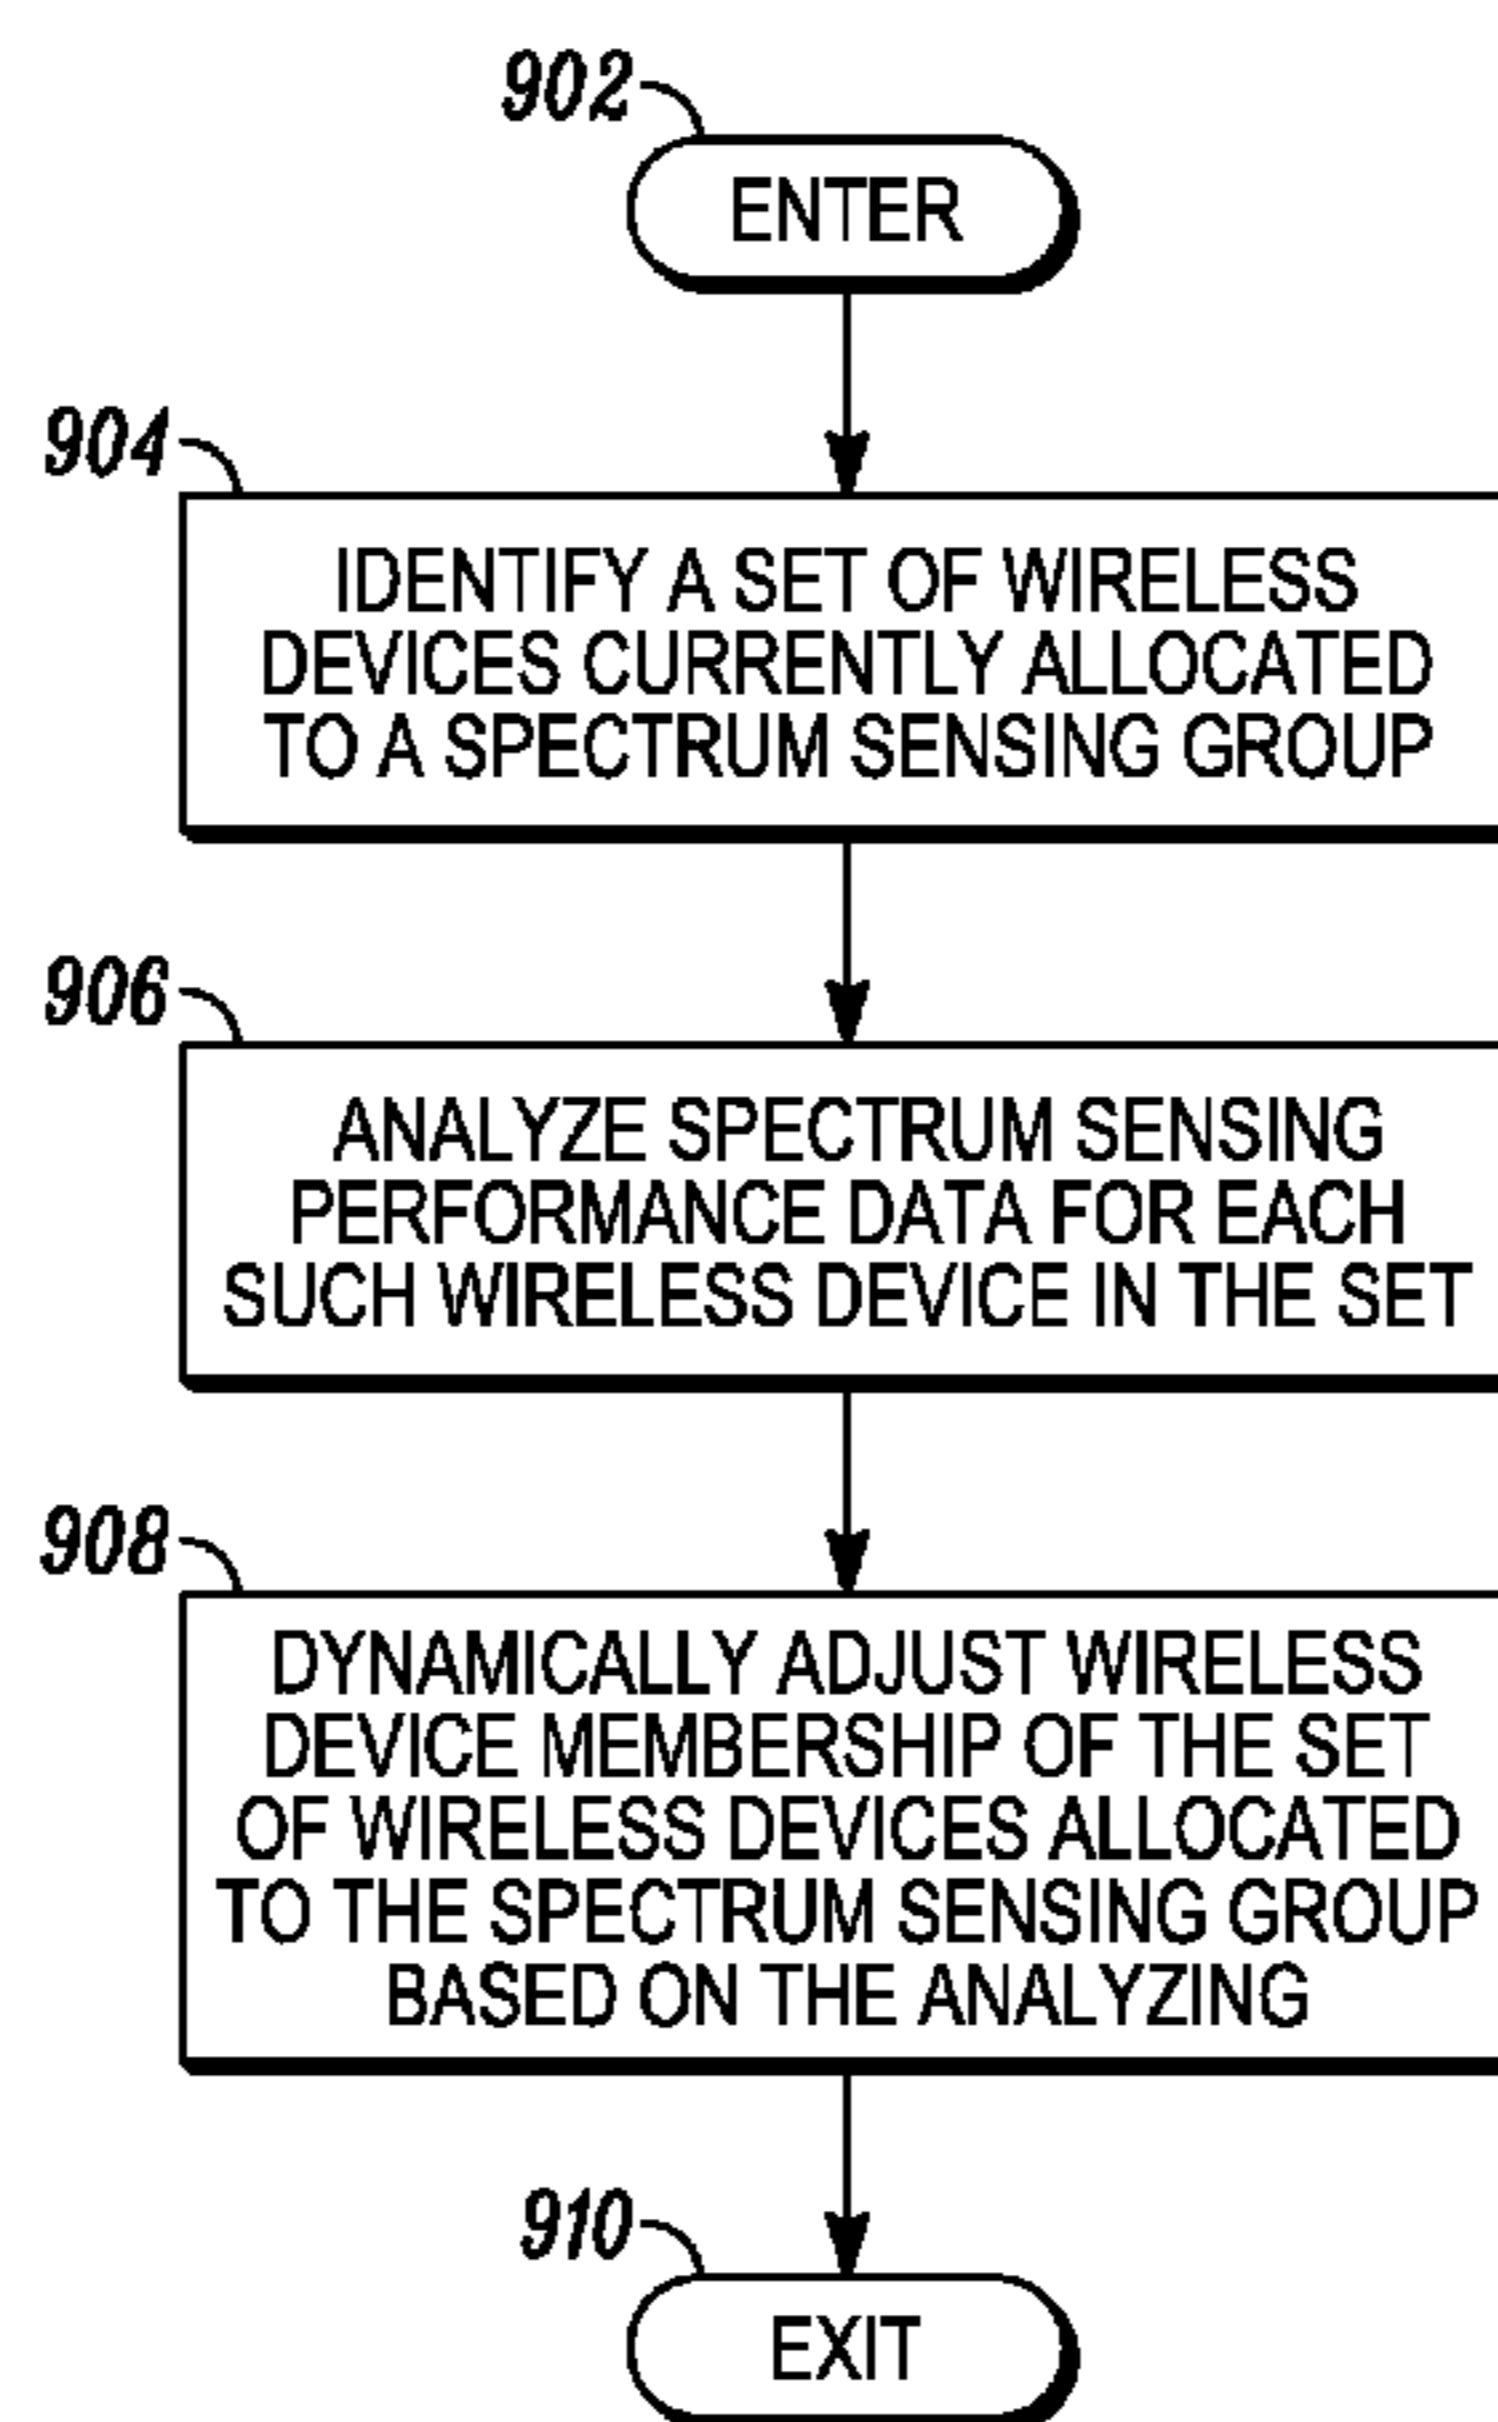 902
ENTER
904
IDENTIFY A SET OF WIRELESS
DEVICES CURRENTLY ALLOCATED
TO A SPECTRUM SENSING GROUP
906
ANALYZE SPECTRUM SENSING
PERFORMANCE DATA FOR EACH
SUCH WIRELESS DEVICE IN THE SET
908
DYNAMICALLY ADJUST WIRELESS
DEVICE MEMBERSHIP OF THE SET
OF WIRELESS DEVICES ALLOCATED
TO THE SPECTRUM SENSING GROUP
BASED ON THE ANALYZING
910
EXIT